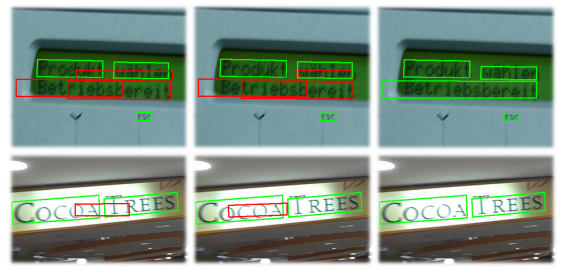 Produkt wählen Produkt wählen Produkt wählen
Betriebsbereit Betriebsbereit Betriebsbereit
ESC ESC ESC
COCOA TREES COCOA TREES COCOA TREES